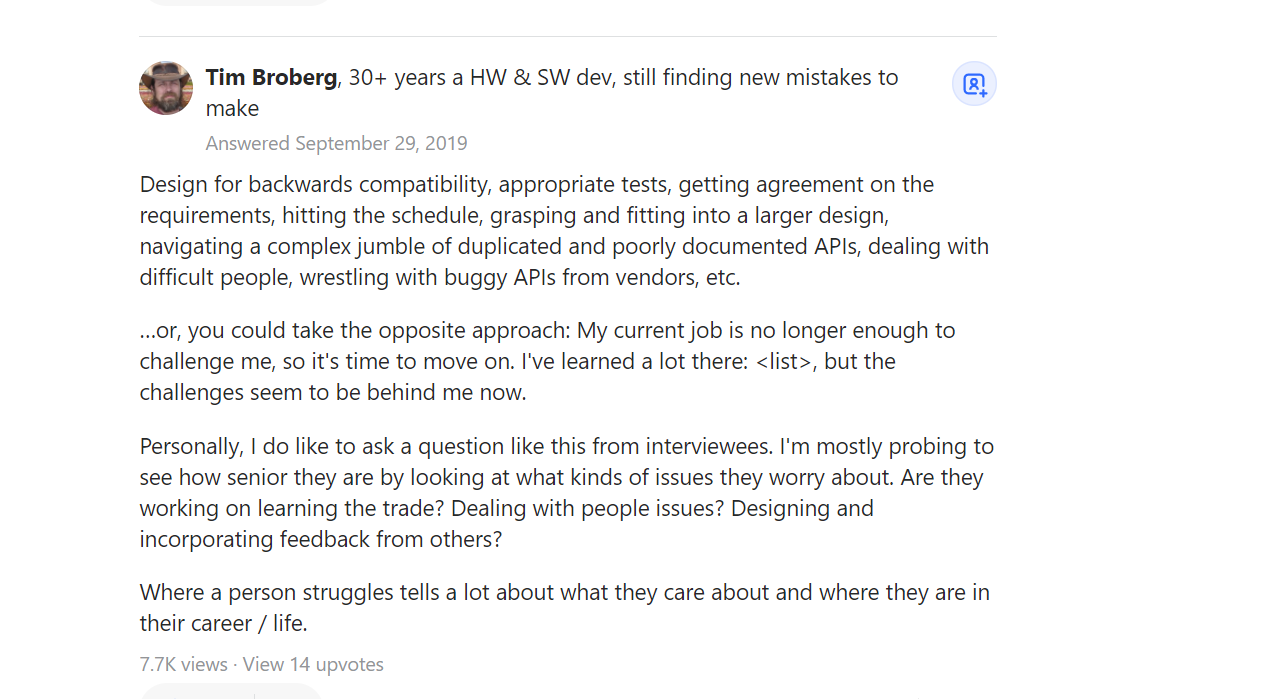 Tim Broberg, 30+ years a HW & SW dev, still finding new mistakes to
make
Answered September 29, 2019
Design for backwards compatibility, appropriate tests, getting agreement on the
requirements, hitting the schedule, grasping and fitting into a larger design,
navigating a complex jumble of duplicated and poorly documented APIs, dealing with
difficult people, wrestling with buggy APIs from vendors, etc.
…or, you could take the opposite approach: My current job is no longer enough to
challenge me, so it's time to move on. I've learned a lot there: <list>, but the
challenges seem to be behind me now.
Personally, I do like to ask a question like this from interviewees. I'm mostly probing to
see how senior they are by looking at what kinds of issues they worry about. Are they
working on learning the trade? Dealing with people issues? Designing and
incorporating feedback from others?
Where a person struggles tells a lot about what they care about and where they are in
their career / life.
7.7K views · View 14 upvotes